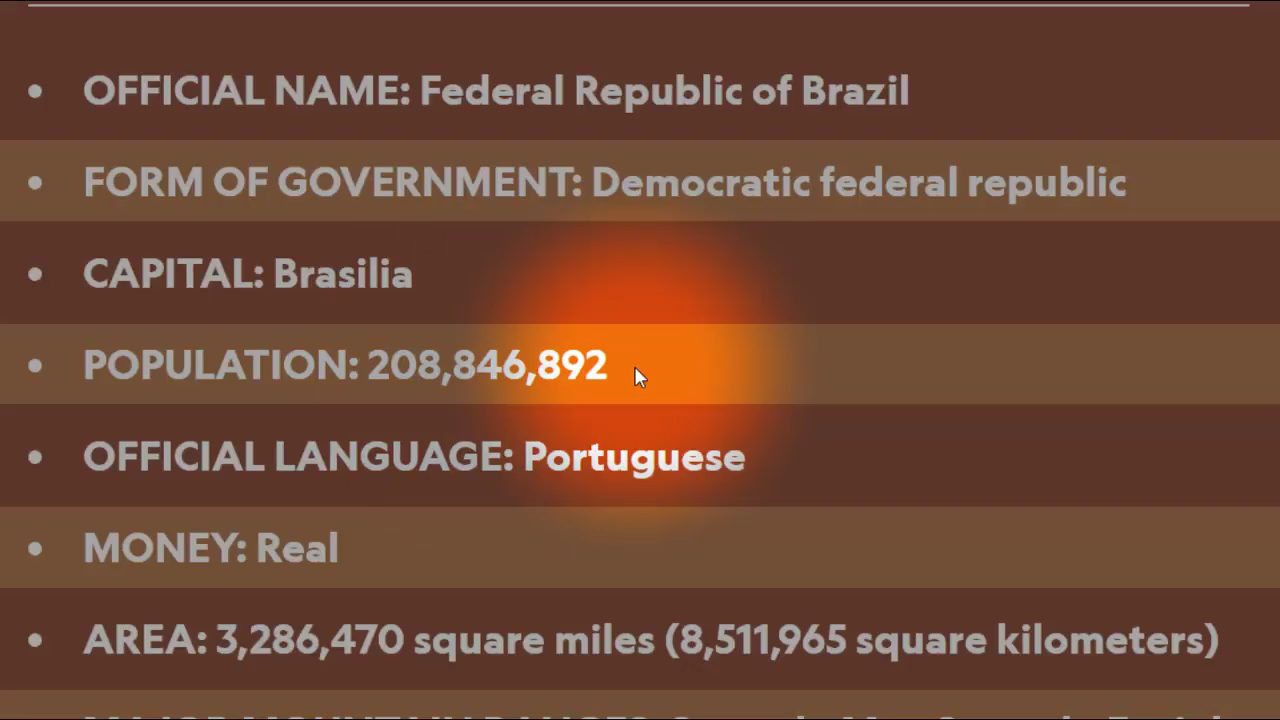 • OFFICIAL NAME: Federal Republic of Brazil
• FORM OF GOVERNMENT: Democratic federal republic
• CAPITAL: Brasilia
• POPULATION: 208,846,892
• OFFICIAL LANGUAGE: Portuguese
• MONEY: Real
• AREA: 3,286,470 square miles (8,511,965 square kilometers)